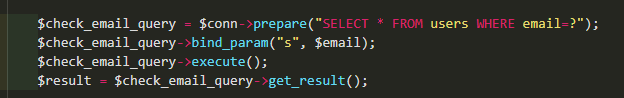 $check_email_query = $conn->prepare("SELECT * FROM users WHERE email=?");
$check_email_query->bind_param("s", $email);
$check_email_query->execute();
$result = $check_email_query->get_result();